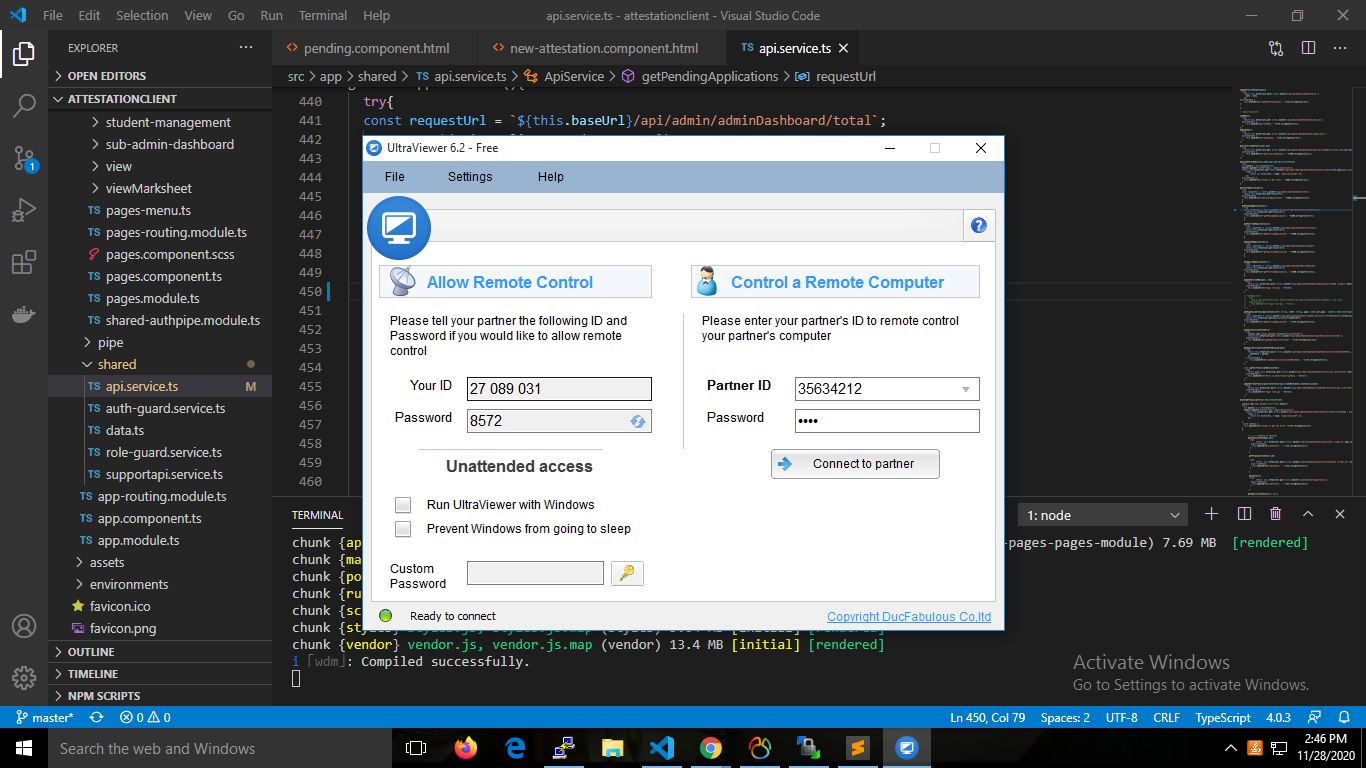 File Edit Selection View Go Run Terminal Help
api.service.ts - attestationclient - Visual Studio Code
EXPLORER
OPEN EDITORS
ATTESTATIONCLIENT
student-management
sub-admin-dashboard
view
viewMarksheet
TS pages-menu.ts
TS pages-routing.module.ts
pages.component.scss
TS pages.component.ts
TS pages.module.ts
TS shared-authpipe.module.ts
pipe
shared
TS api.service.ts M
TS auth-guard.service.ts
TS data.ts
TS role-guard.service.ts
TS supportapi.service.ts
TS app-routing.module.ts
TS app.component.ts
TS app.module.ts
assets
environments
favicon.ico
favicon.png
OUTLINE
TIMELINE
NPM SCRIPTS
1
pending.component.html
new-attestation.component.html
TS api.service.ts
src > app > shared > TS api.service.ts > ApiService > getPendingApplications > requestUrl
440 try{
441 const requestUrl = `${this.baseUrl}/api/admin/adminDashboard/total`;
442
443
444
445
446
447
448
449
450
451
452
453
454
455
456
457
458
459
460
UltraViewer 6.2 - Free
File Settings Help
Allow Remote Control
Please tell your partner the following ID and
Password if you would like to allow remote
control
Your ID 27 089 031
Password 8572
Unattended access
Run UltraViewer with Windows
Prevent Windows from going to sleep
Custom
Password
Control a Remote Computer
Please enter your partner's ID to remote control
your partner's computer
Partner ID 35634212
Password ••••
Connect to partner
Ready to connect
Copyright DucFabulous Co,ltd
TERMINAL
1: node
chunk {ap
-pages-pages-module) 7.69 MB [rendered]
chunk {ma
chunk {po
chunk {ru
chunk {sc
chunk {vendor} vendor.js, vendor.js.map (vendor) 13.4 MB [initial] [rendered]
i ｢wdm｣: Compiled successfully.
Activate Windows
Go to Settings to activate Windows.
master*
0 0
Ln 450, Col 79 Spaces: 2 UTF-8 CRLF TypeScript 4.0.3
Search the web and Windows
2:46 PM
11/28/2020